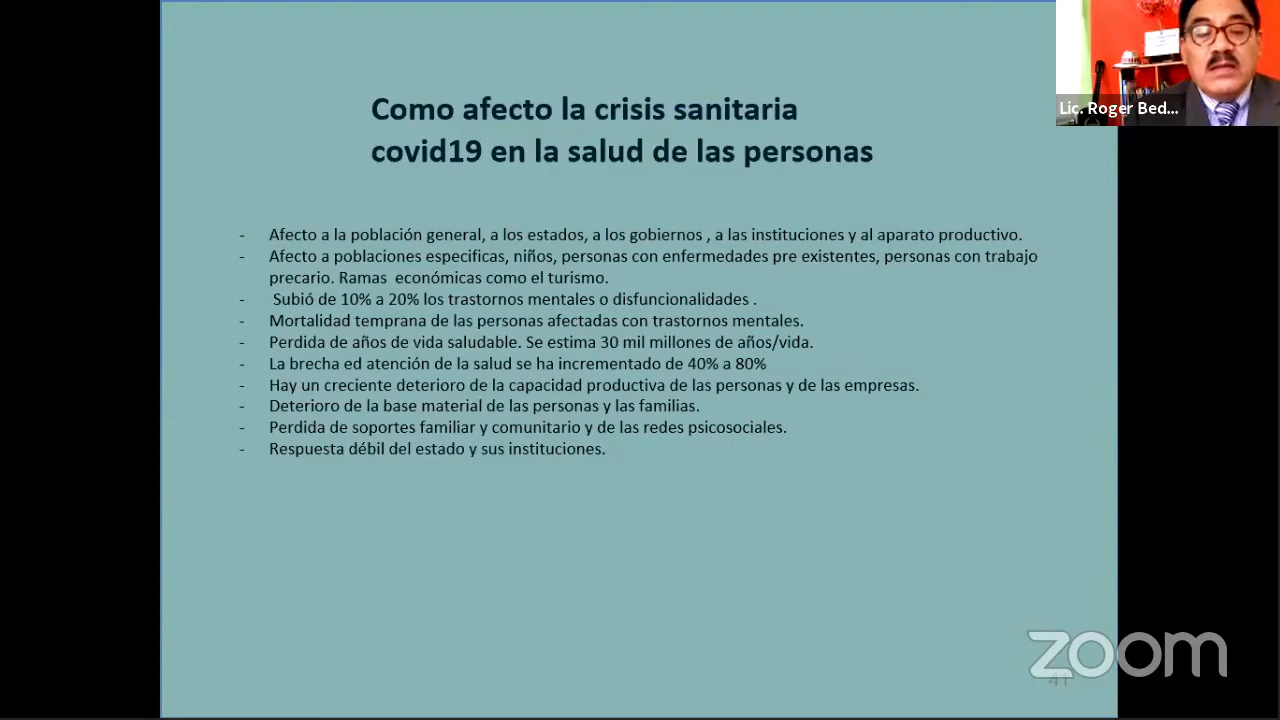 Como afecto la crisis sanitaria
covid19 en la salud de las personas
Lic. Roger Bed...
- Afecto a la población general, a los estados, a los gobiernos , a las instituciones y al aparato productivo.
- Afecto a poblaciones especificas, niños, personas con enfermedades pre existentes, personas con trabajo
precario. Ramas económicas como el turismo.
- Subió de 10% a 20% los trastornos mentales o disfuncionalidades .
- Mortalidad temprana de las personas afectadas con trastornos mentales.
- Perdida de años de vida saludable. Se estima 30 mil millones de años/vida.
- La brecha ed atención de la salud se ha incrementado de 40% a 80%
- Hay un creciente deterioro de la capacidad productiva de las personas y de las empresas.
- Deterioro de la base material de las personas y las familias.
- Perdida de soportes familiar y comunitario y de las redes psicosociales.
- Respuesta débil del estado y sus instituciones.
zoom
41